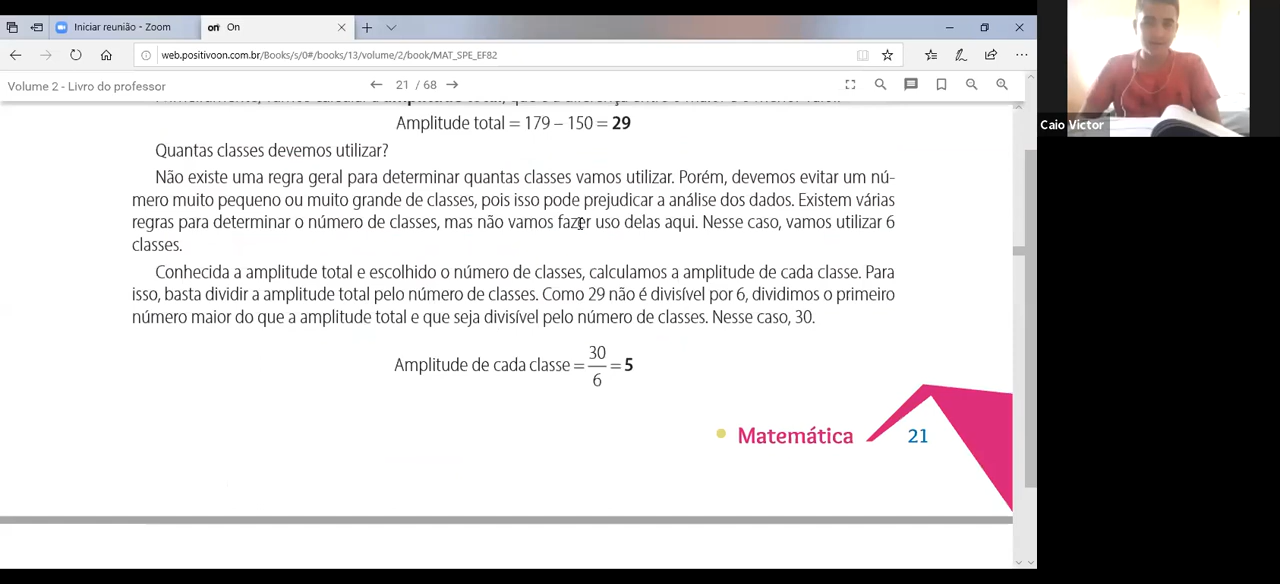 Iniciar reunião - Zoom
on
On
web.positivoon.com.br/Books/s/0#/books/13/volume/2/book/MAT_SPE_EF82
Volume 2 - Livro do professor
21 / 68
Caio Victor
Amplitude total = 179 – 150 = 29
Quantas classes devemos utilizar?
Não existe uma regra geral para determinar quantas classes vamos utilizar. Porém, devemos evitar um nú-
mero muito pequeno ou muito grande de classes, pois isso pode prejudicar a análise dos dados. Existem várias
regras para determinar o número de classes, mas não vamos fazer uso delas aqui. Nesse caso, vamos utilizar 6
classes.
Conhecida a amplitude total e escolhido o número de classes, calculamos a amplitude de cada classe. Para
isso, basta dividir a amplitude total pelo número de classes. Como 29 não é divisível por 6, dividimos o primeiro
número maior do que a amplitude total e que seja divisível pelo número de classes. Nesse caso, 30.
Amplitude de cada classe = 30/6 = 5
Matemática 21